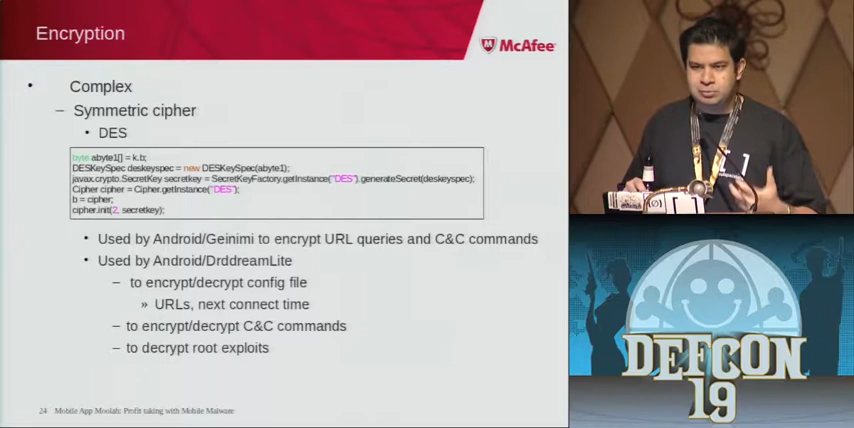 Encryption
McAfee
• Complex
– Symmetric cipher
• DES
byte abyte1[] = k.b;
DESKeySpec deskeyspec = new DESKeySpec(abyte1);
javax.crypto.SecretKey secretkey = SecretKeyFactory.getInstance("DES").generateSecret(deskeyspec);
Cipher cipher = Cipher.getInstance("DES");
b = cipher;
cipher.init(2, secretkey);
• Used by Android/Geinimi to encrypt URL queries and C&C commands
• Used by Android/DrddreamLite
– to encrypt/decrypt config file
» URLs, next connect time
– to encrypt/decrypt C&C commands
– to decrypt root exploits
24 Mobile App Moolah: Profit taking with Mobile Malware
DEFCON
19